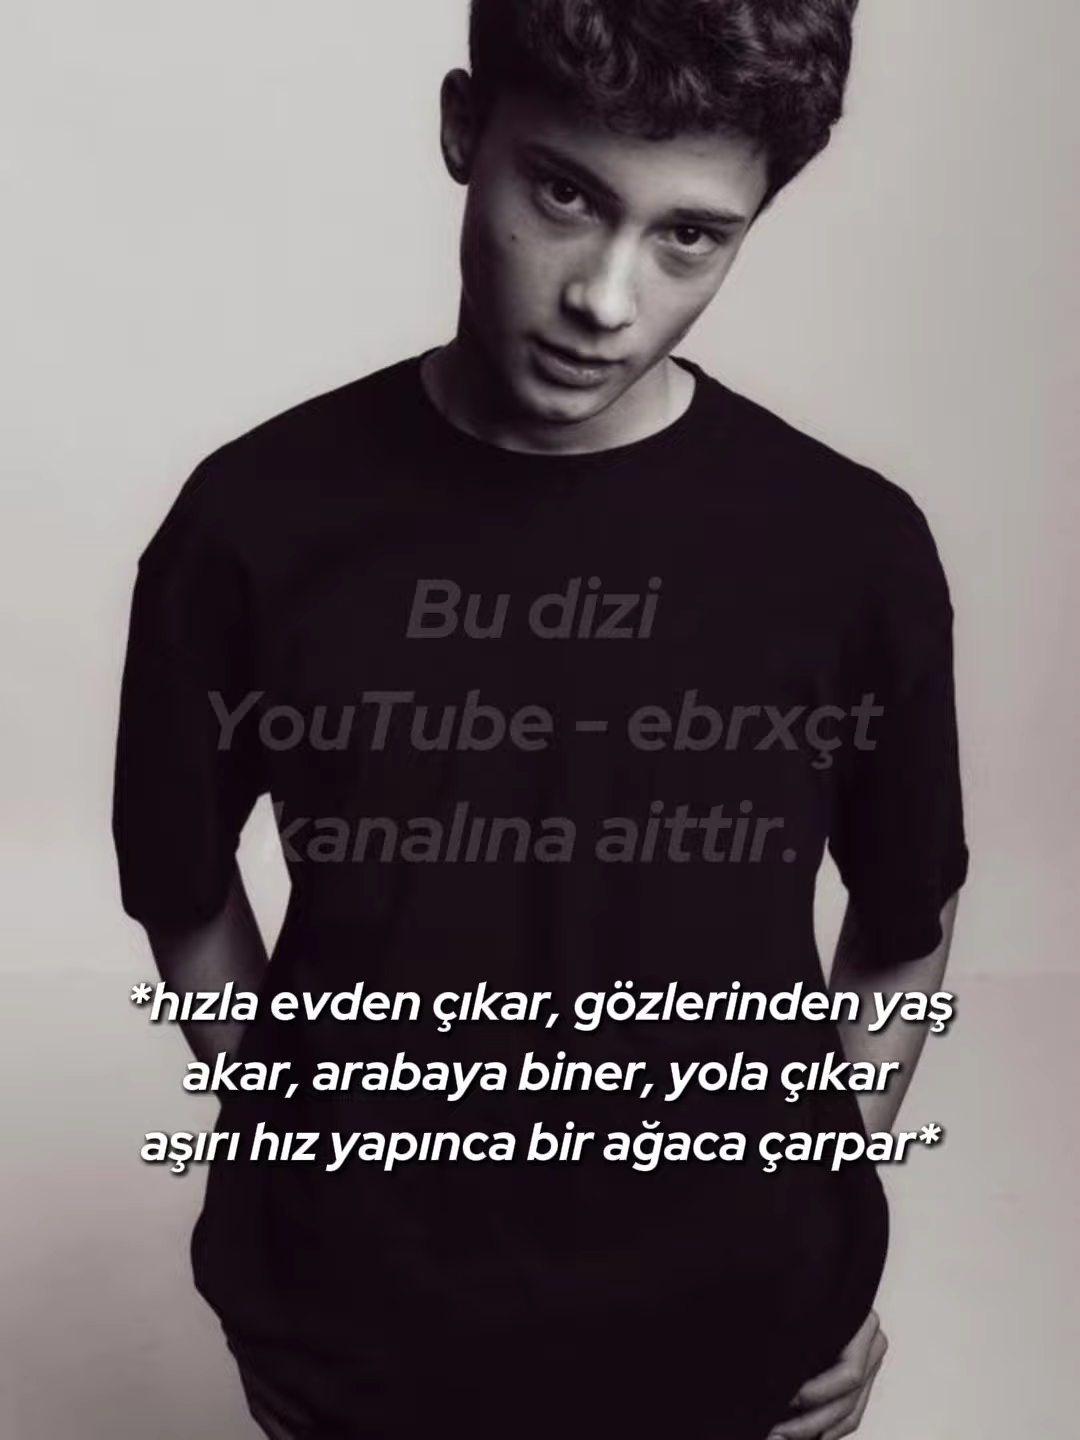 Bu dizi
YouTube - ebrxçt
kanalına aittir.
*hızla evden çıkar, gözlerinden yaş
akar, arabaya biner, yola çıkar
aşırı hız yapınca bir ağaca çarpar*